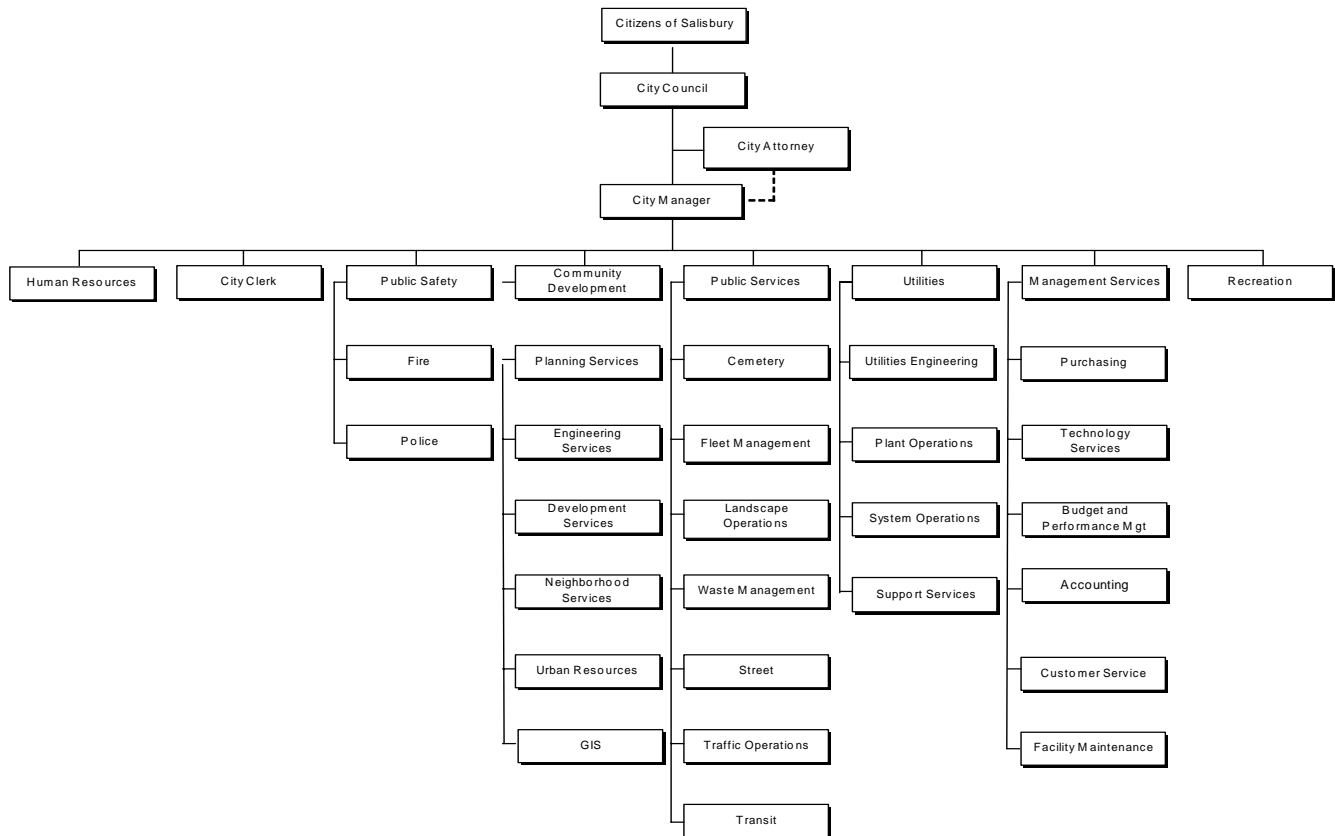 Citizens of Salisbury
City Council
City Attorney
City Manager
Human Resources
City Clerk
Public Safety
Community
Development
Public Services
Utilities
Management Services
Recreation
Fire
Planning Services
Cemetery
Utilities Engineering
Purchasing
Police
Engineering
Services
Fleet Management
Plant Operations
Technology
Services
Development
Services
Landscape
Operations
System Operations
Budget and
Performance Mgt
Neighborhood
Services
Waste Management
Support Services
Accounting
Urban Resources
Street
Customer Service
GIS
Traffic Operations
Facility Maintenance
Transit